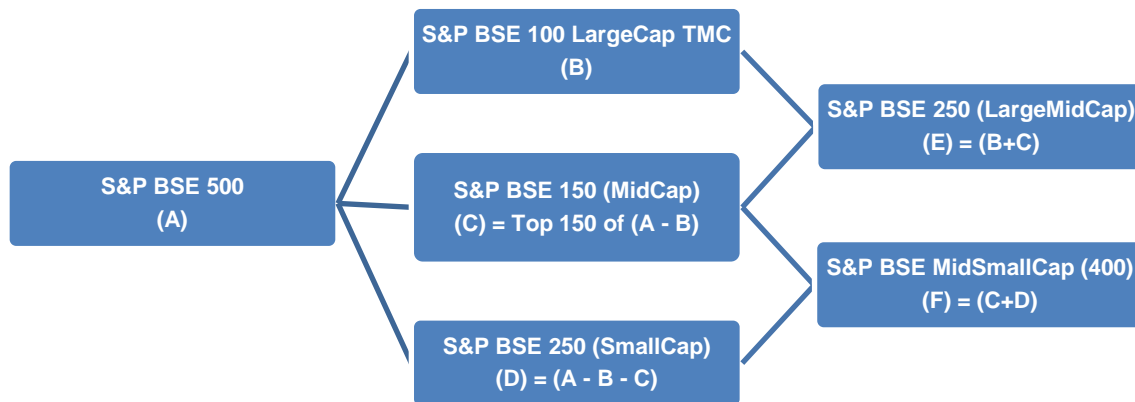 S&P BSE 500
(A)
S&P BSE 100 LargeCap TMC
(B)
S&P BSE 150 (MidCap)
(C) = Top 150 of (A - B)
S&P BSE 250 (SmallCap)
(D) = (A - B - C)
S&P BSE 250 (LargeMidCap)
(E) = (B+C)
S&P BSE MidSmallCap (400)
(F) = (C+D)